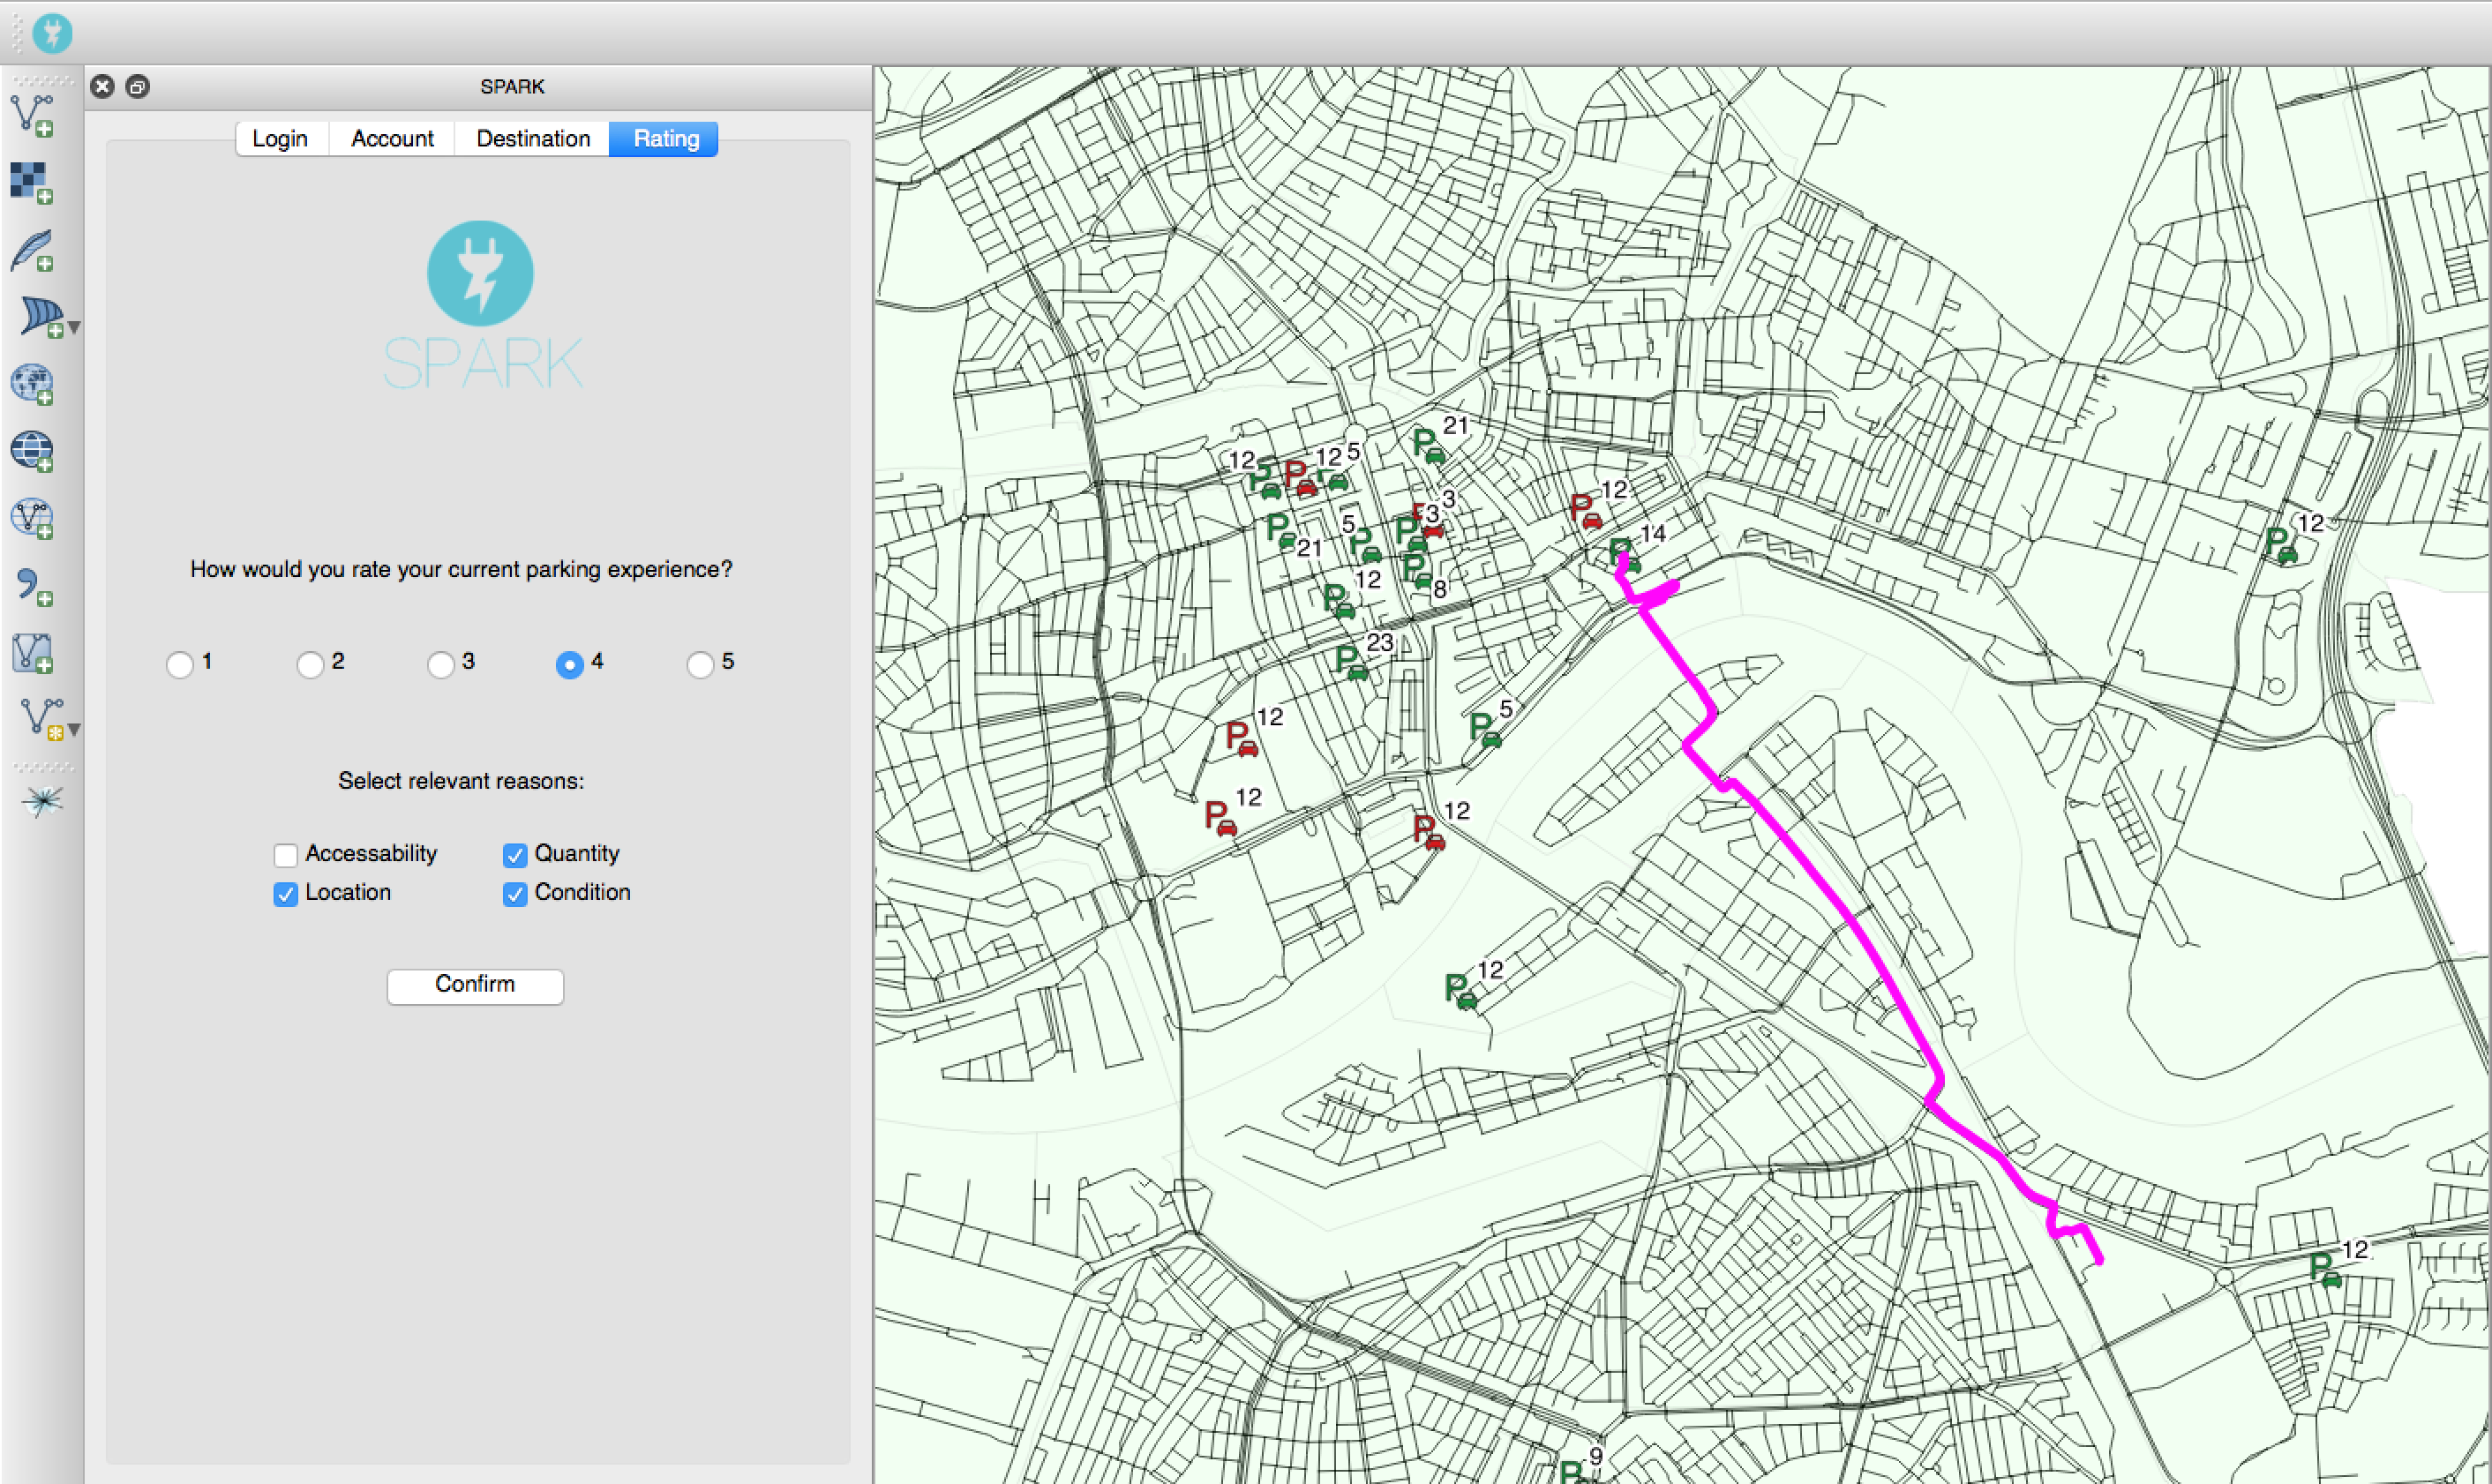 SPARK
Login Account Destination Rating
SPARK
How would you rate your current parking experience?
1 2 3 4 5
Select relevant reasons:
Accessability Quantity
Location Condition
Confirm
P 21
P 12 P P 12 5
P 12
P 3
P 3
P 21
P 5
P 14
P 12
P 8
P 12
P 23
P 5
P 12
P 12
P 12
P 12
P 12
P 9